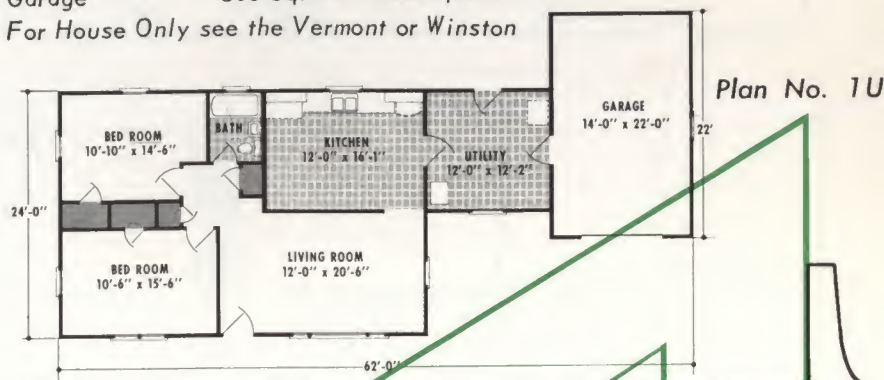 Garage
For House Only see the Vermont or Winston
Plan No. 1U
BED ROOM
10'-10" x 14'-6"
BATH
KITCHEN
12'-0" x 16'-1"
UTILITY
12'-0" x 12'-2"
GARAGE
14'-0" x 22'-0"
22'
24'-0"
BED ROOM
10'-6" x 15'-6"
LIVING ROOM
12'-0" x 20'-6"
62'-0"